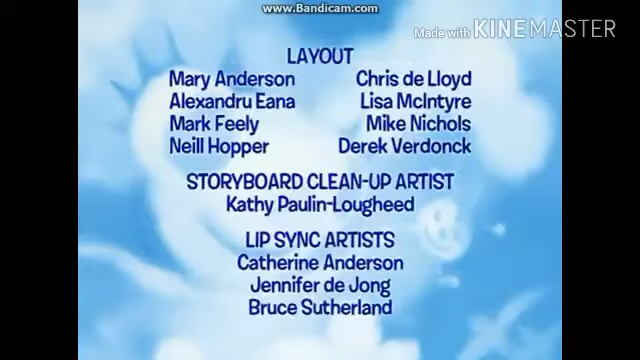 www.Bandicam.com
Made with KINEMASTER
LAYOUT
Mary Anderson Chris de Lloyd
Alexandru Eana Lisa McIntyre
Mark Feely Mike Nichols
Neill Hopper Derek Verdonck
STORYBOARD CLEAN-UP ARTIST
Kathy Paulin-Lougheed
LIP SYNC ARTISTS
Catherine Anderson
Jennifer de Jong
Bruce Sutherland